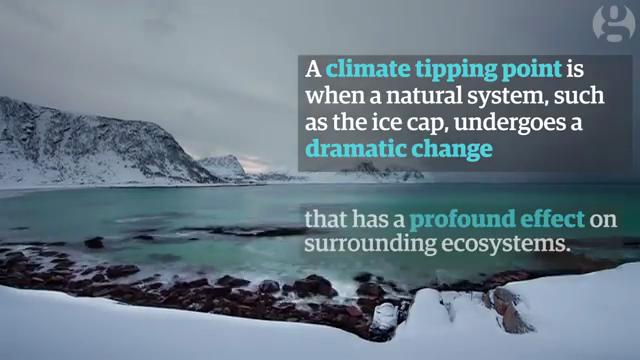 A climate tipping point is
when a natural system, such
as the ice cap, undergoes a
dramatic change
that has a profound effect on
surrounding ecosystems.